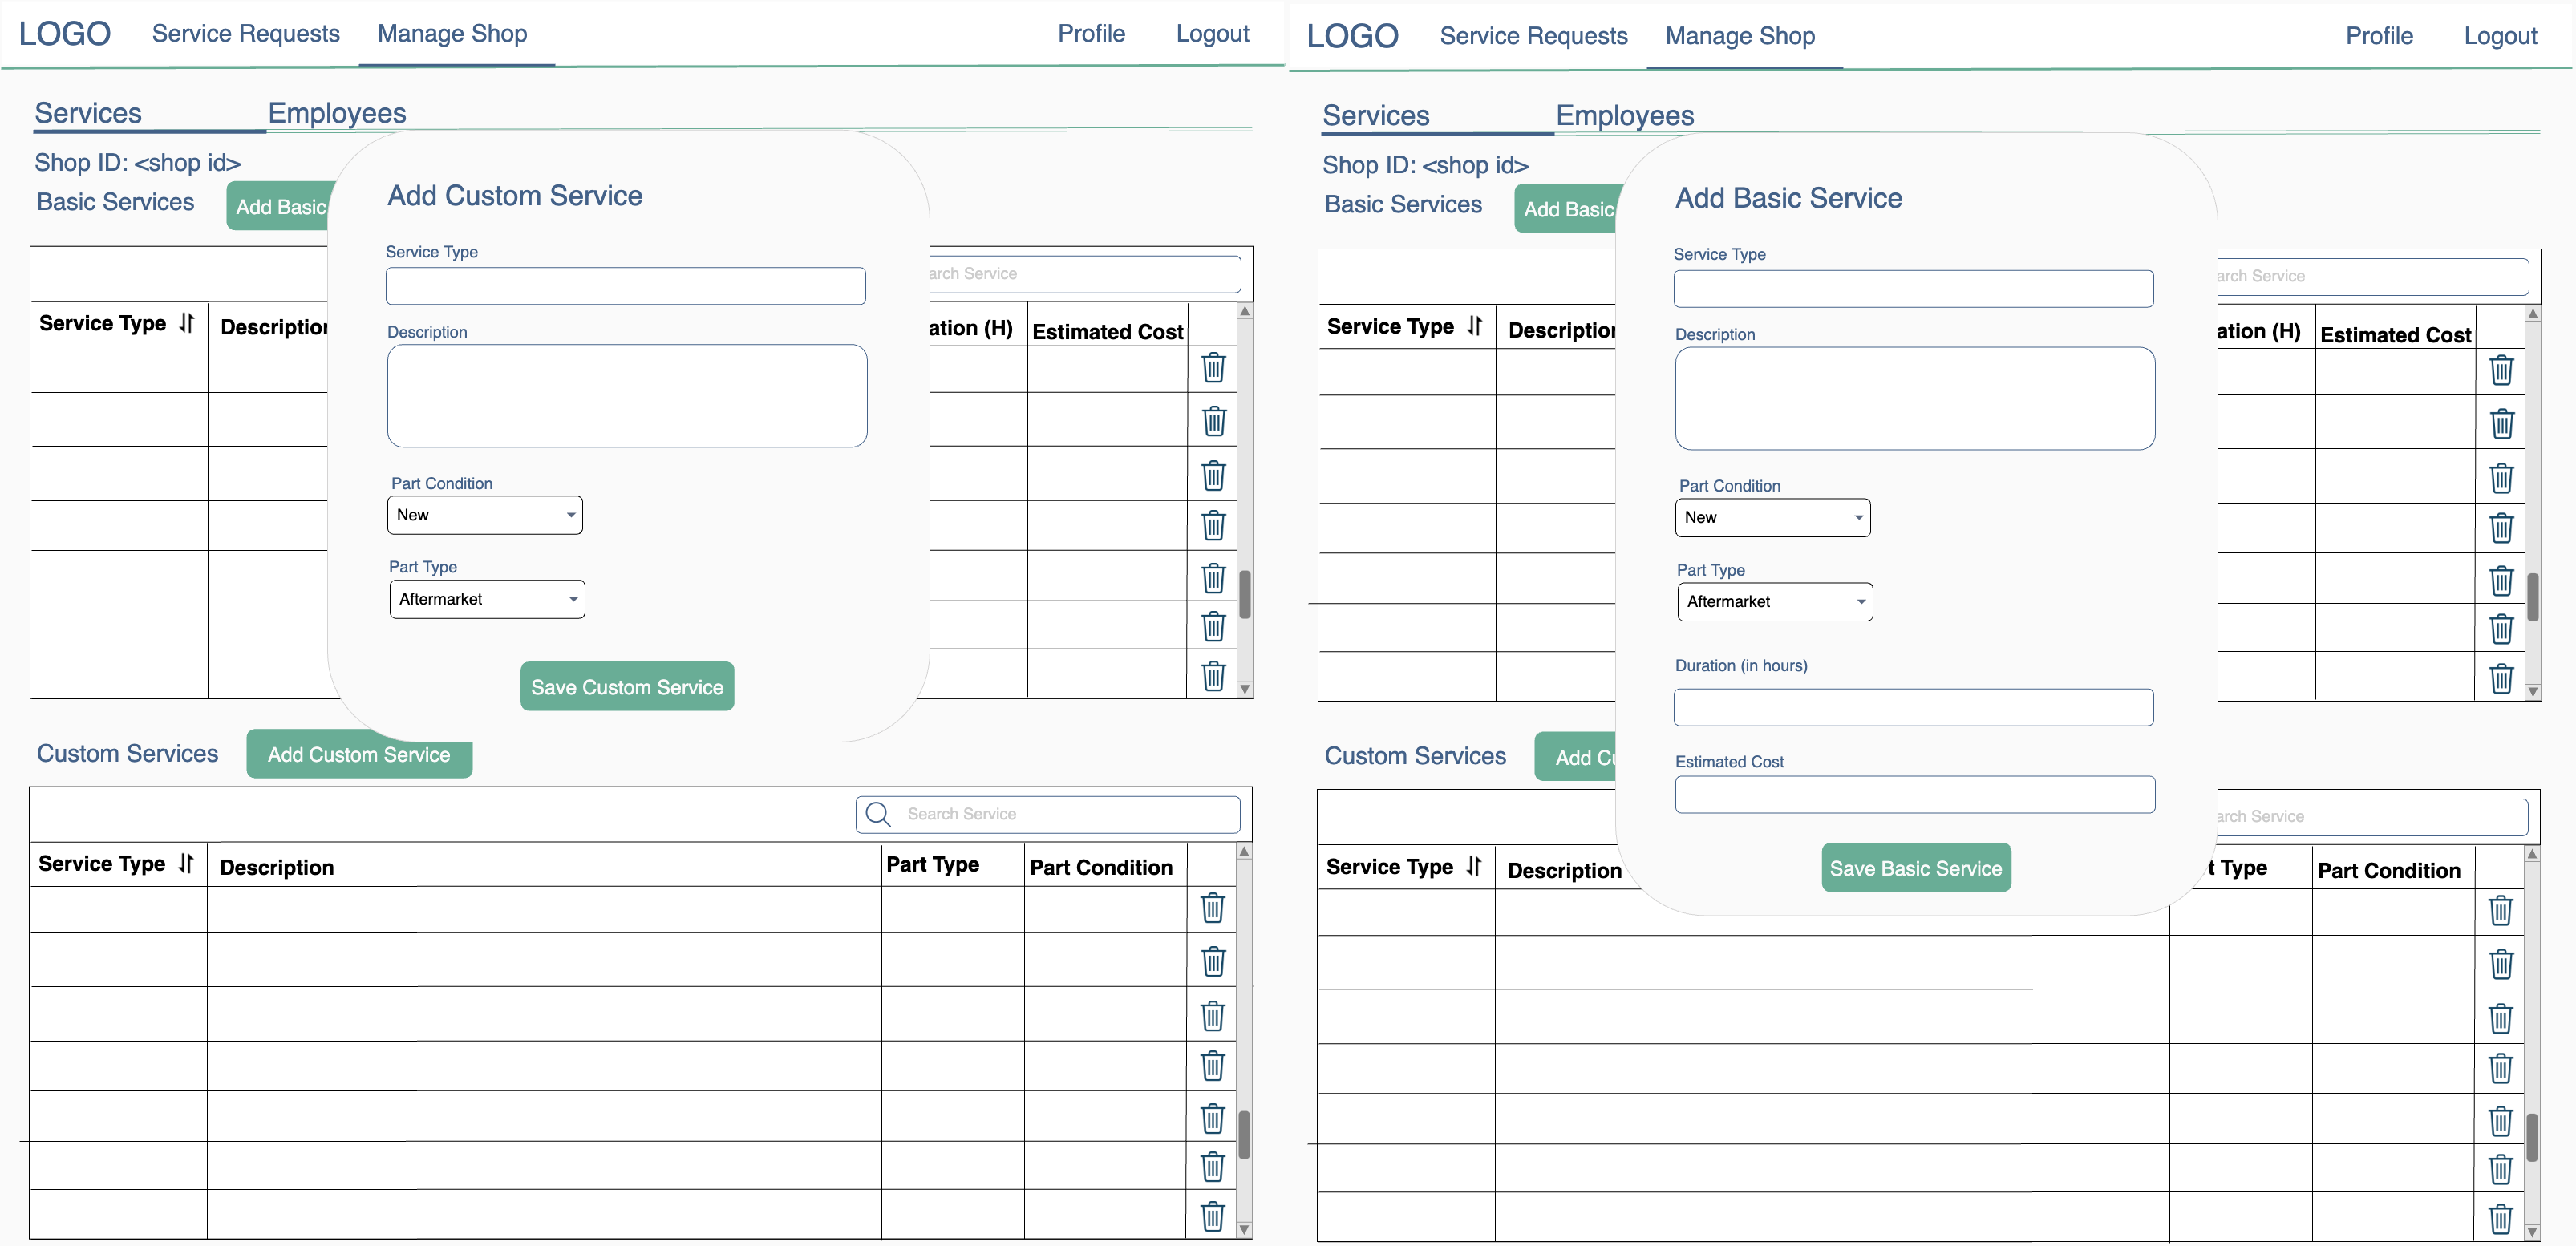 LOGO Service Requests Manage Shop Profile Logout
Services Employees
Shop ID: <shop id>
Basic Services Add Basic
Add Custom Service
Service Type
Description
Part Condition
New
Part Type
Aftermarket
Save Custom Service
arch Service
Service Type Description ation (H) Estimated Cost
Custom Services Add Custom Service
Search Service
Service Type Description Part Type Part Condition
LOGO Service Requests Manage Shop Profile Logout
Services Employees
Shop ID: <shop id>
Basic Services Add Basic
Add Basic Service
Service Type
Description
Part Condition
New
Part Type
Aftermarket
Duration (in hours)
Estimated Cost
Save Basic Service
arch Service
Service Type Description ation (H) Estimated Cost
Custom Services Add Cu
arch Service
Service Type Description t Type Part Condition